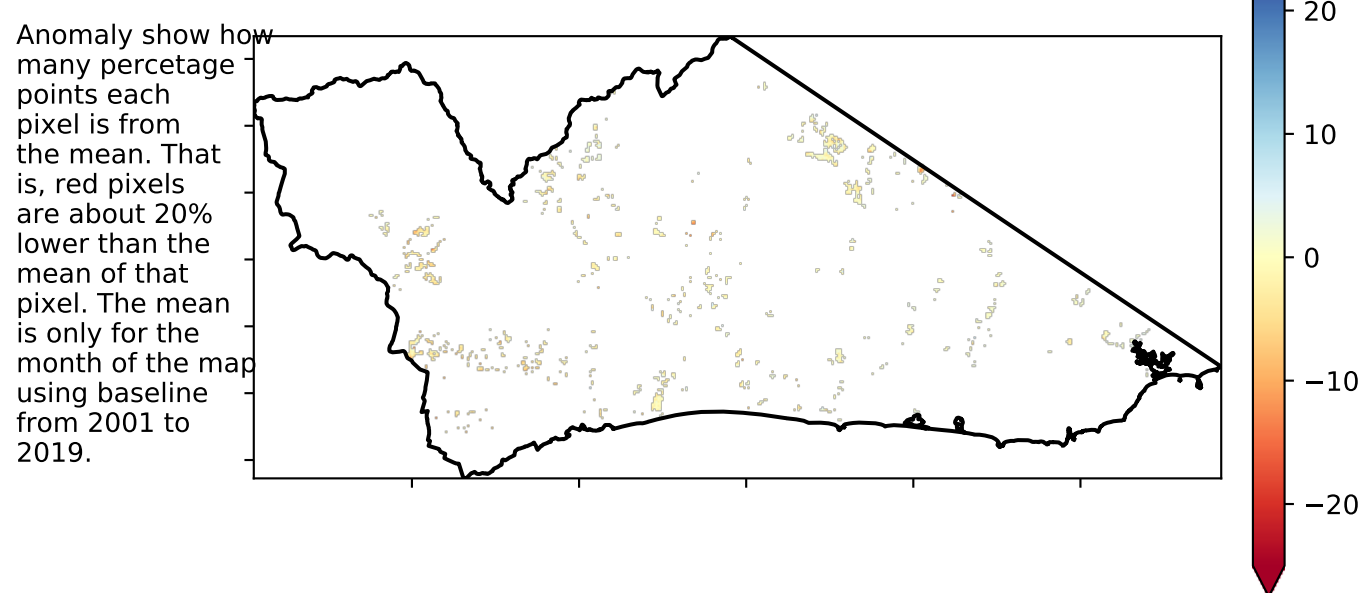 Anomaly show how
many percetage
points each
pixel is from
the mean. That
is, red pixels
are about 20%
lower than the
mean of that
pixel. The mean
is only for the
month of the map
using baseline
from 2001 to
2019.
20
10
0
−10
−20